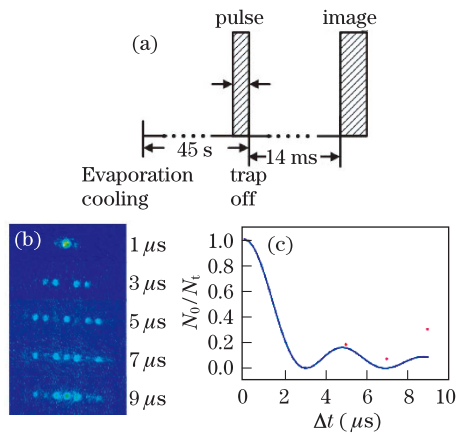 pulse image
(a)
45 s
14 ms
Evaporation cooling
trap off
(b)
1 μs
3 μs
5 μs
7 μs
9 μs
(c)
N0/Nt
1.0
0.8
0.6
0.4
0.2
0.0
0 2 4 6 8 10
Δt ( μs)